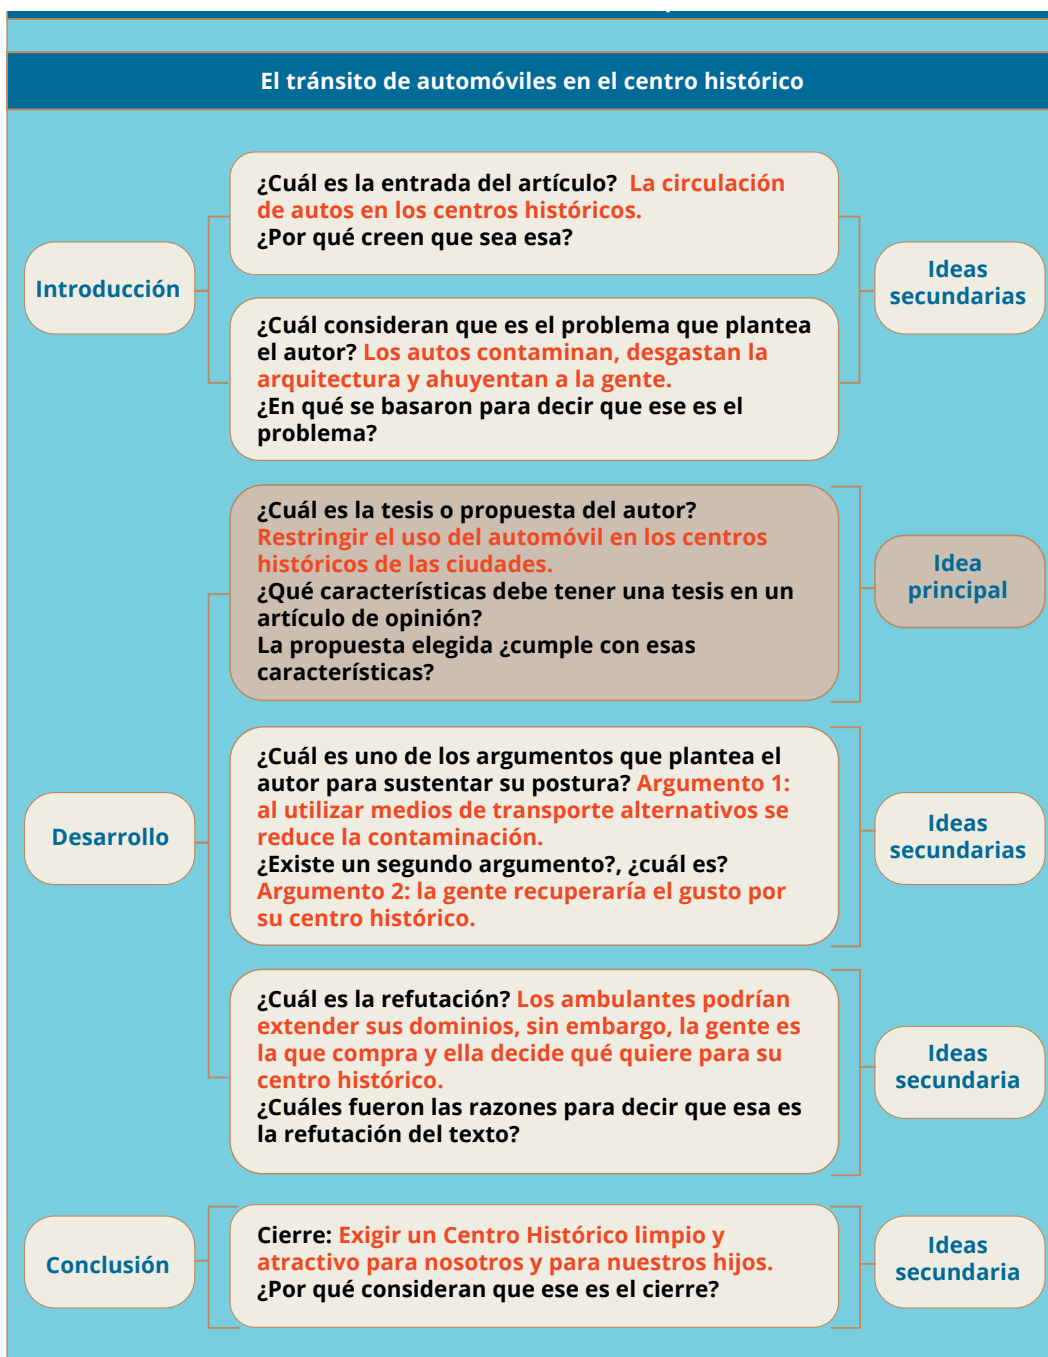 El tránsito de automóviles en el centro histórico
Introducción
¿Cuál es la entrada del artículo? La circulación
de autos en los centros históricos.
¿Por qué creen que sea esa?
¿Cuál consideran que es el problema que plantea
el autor? Los autos contaminan, desgastan la
arquitectura y ahuyentan a la gente.
¿En qué se basaron para decir que ese es el
problema?
Ideas
secundarias
Desarrollo
¿Cuál es la tesis o propuesta del autor?
Restringir el uso del automóvil en los centros
históricos de las ciudades.
¿Qué características debe tener una tesis en un
artículo de opinión?
La propuesta elegida ¿cumple con esas
características?
Idea
principal
¿Cuál es uno de los argumentos que plantea el
autor para sustentar su postura? Argumento 1:
al utilizar medios de transporte alternativos se
reduce la contaminación.
¿Existe un segundo argumento?, ¿cuál es?
Argumento 2: la gente recuperaría el gusto por
su centro histórico.
Ideas
secundarias
¿Cuál es la refutación? Los ambulantes podrían
extender sus dominios, sin embargo, la gente es
la que compra y ella decide qué quiere para su
centro histórico.
¿Cuáles fueron las razones para decir que esa es
la refutación del texto?
Ideas
secundaria
Conclusión
Cierre: Exigir un Centro Histórico limpio y
atractivo para nosotros y para nuestros hijos.
¿Por qué consideran que ese es el cierre?
Ideas
secundaria